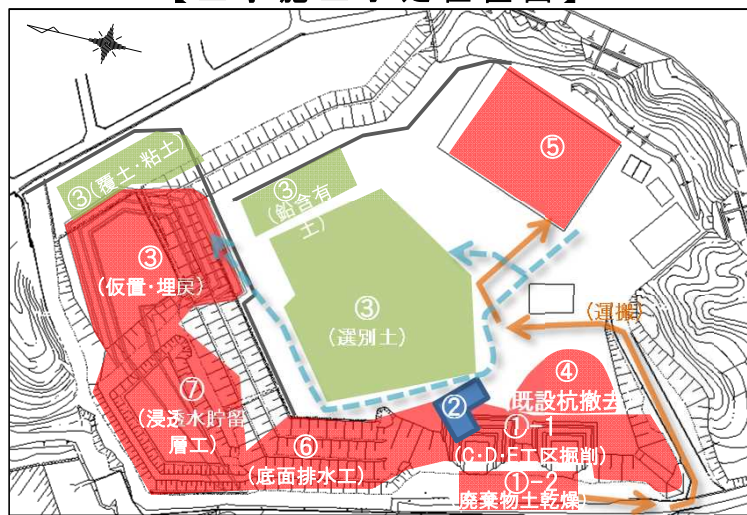 ③(覆土・粘土)
③
(鉛含有
土)
⑤
③
(仮置・埋戻)
③
(選別土)
(運搬)
④
既設杭撤去
②
①-1
(C・D・E工区掘削)
⑦
(浸透水貯留
層工)
⑥
(底面排水工)
①-2
(廃棄物土乾燥)